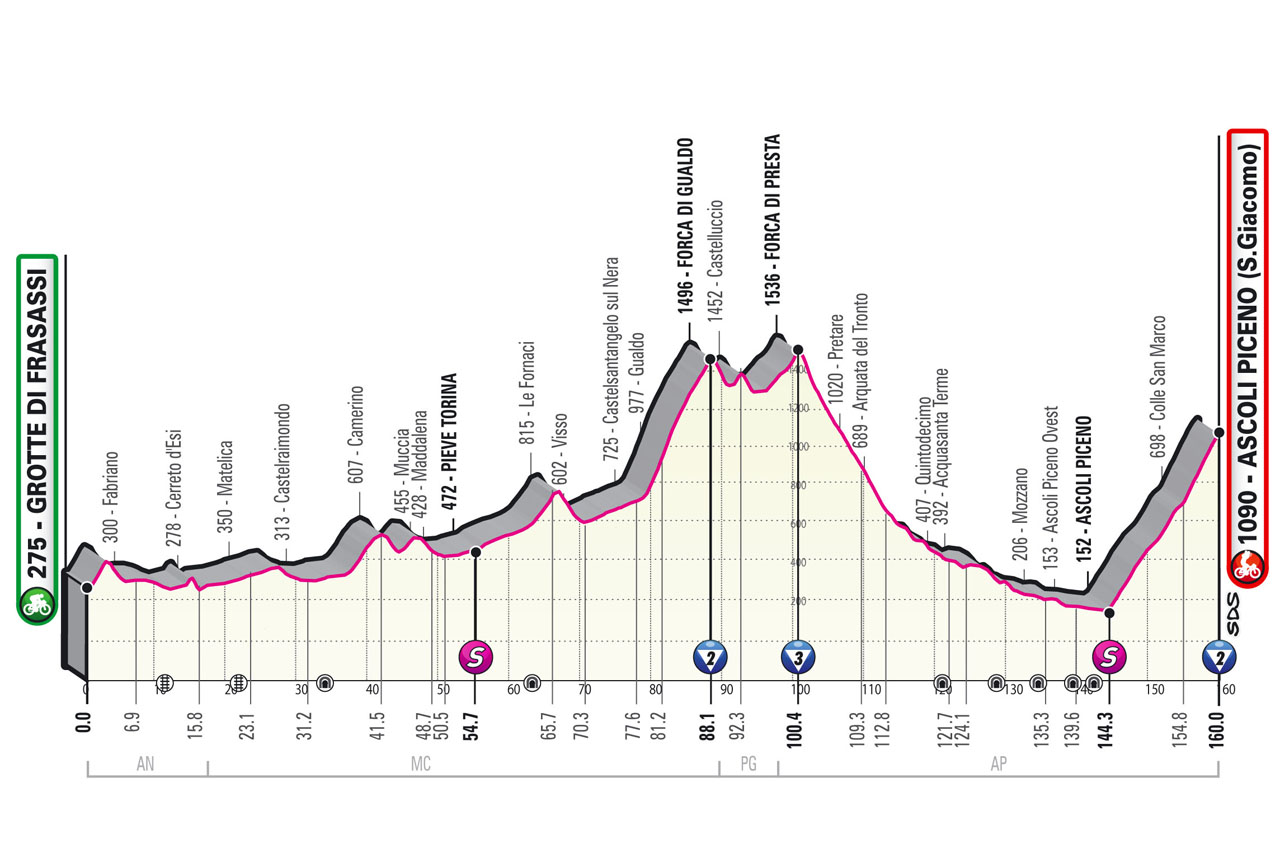 275 - GROTTE DI FRASASSI
300 - Fabriano
278 - Cerreto d'Esi
350 - Matelica
313 - Castelraimondo
607 - Camerino
455 - Muccia
428 - Maddalena
472 - PIEVE TORINA
815 - Le Fornaci
602 - Visso
725 - Castelsantangelo sul Nera
977 - Gualdo
1496 - FORCA DI GUALDO
1452 - Castelluccio
1536 - FORCA DI PRESTA
1020 - Pretare
689 - Arquata del Tronto
407 - Quintodecimo
392 - Acquasanta Terme
206 - Mozzano
153 - Ascoli Piceno Ovest
152 - ASCOLI PICENO
698 - Colle San Marco
1090 - ASCOLI PICENO (S.Giacomo)
1400
1200
1000
800
600
400
200
SDS
S
2
3
S
2
0 10 20 30 40 50 60 70 80 90 100 110 120 130 140 150 60
0.0 6.9 15.8 23.1 31.2 41.5 48.7 50.5 54.7 65.7 70.3 77.6 81.2 88.1 92.3 100.4 109.3 112.8 121.7 124.1 135.3 139.6 144.3 154.8 160.0
AN MC PG AP